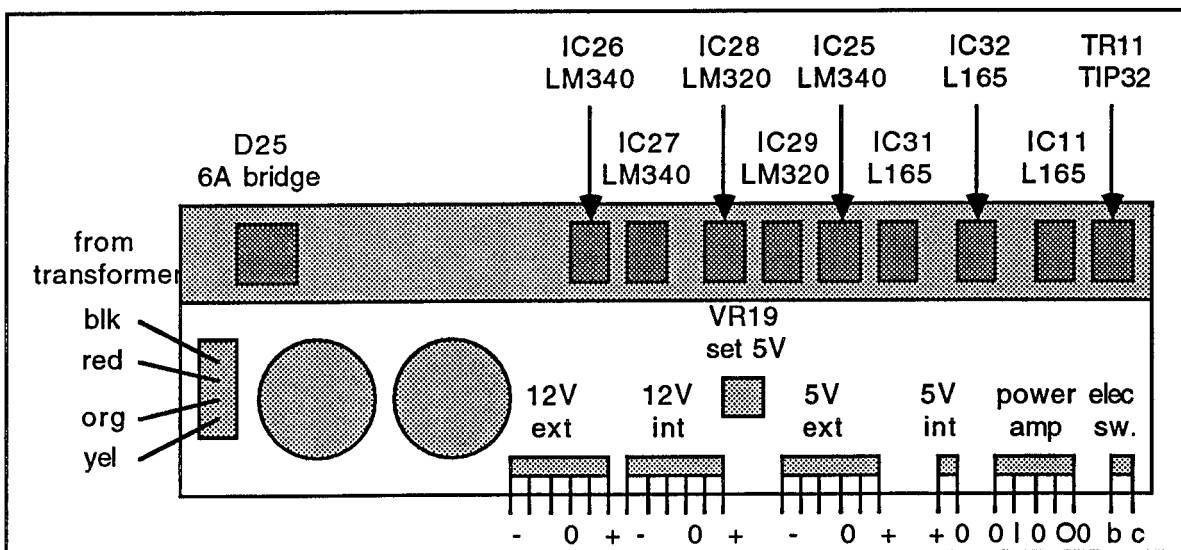 IC26 IC28 IC25 IC32 TR11
LM340 LM320 LM340 L165 TIP32
D25 IC27 IC29 IC31 IC11
6A bridge LM340 LM320 L165 L165
from
transformer
blk
red
org
yel
VR19
set 5V
12V 12V 5V 5V power elec
ext int ext int amp sw.
- 0 + - 0 + - 0 + + 0 0 I 0 O 0 b c